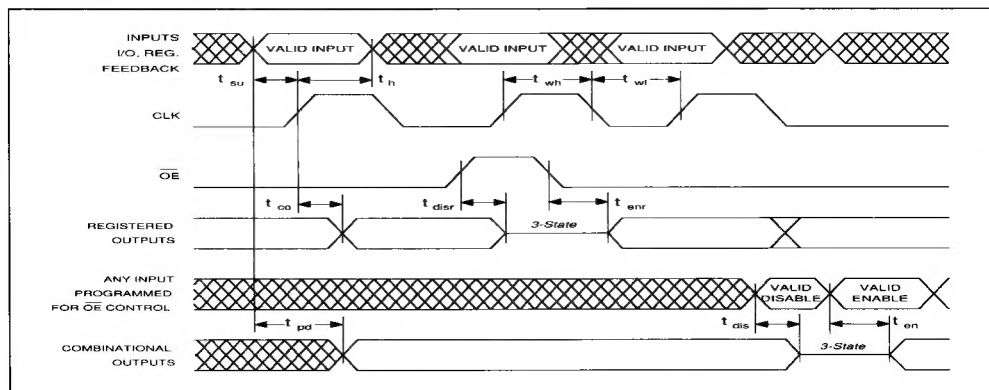 INPUTS
I/O, REG.
FEEDBACK
VALID INPUT
VALID INPUT
VALID INPUT
t su
t h
t wh
t wl
CLK
OE
t co
t disr
t enr
REGISTERED
OUTPUTS
3-State
ANY INPUT
PROGRAMMED
FOR OE CONTROL
VALID
DISABLE
VALID
ENABLE
t pd
t dis
t en
COMBINATIONAL
OUTPUTS
3-State